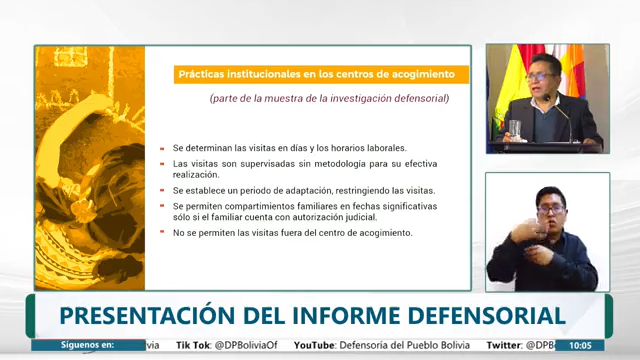 Prácticas institucionales en los centros de acogimiento
(parte de la muestra de la investigación defensorial)
Se determinan las visitas en días y los horarios laborales.
Las visitas son supervisadas sin metodología para su efectiva
realización.
Se establece un periodo de adaptación, restringiendo las visitas.
Se permiten compartimientos familiares en fechas significativas
sólo si el familiar cuenta con autorización judicial.
No se permiten las visitas fuera del centro de acogimiento.
PRESENTACIÓN DEL INFORME DEFENSORIAL
Síguenos en: via Tik Tok: @DPBoliviaOf YouTube: Defensoría del Pueblo Bolivia Twitter: @DPB 10:05